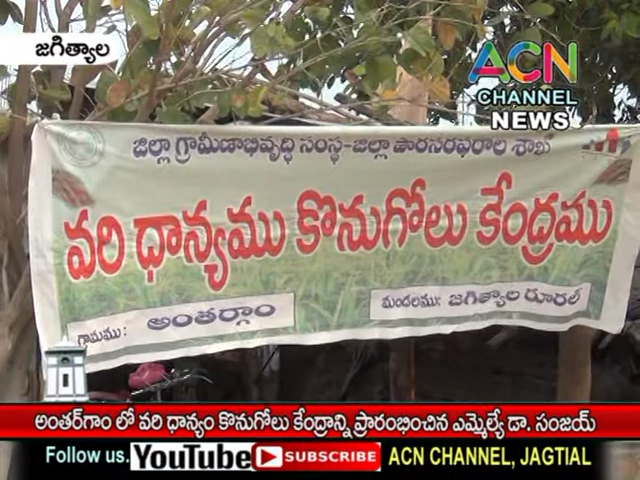 జగిత్యాల
ACN
CHANNEL
NEWS
జిల్లా గ్రామీణాభివృద్ధి సంస్థ-జిల్లా పౌరసరఫరాల శాఖ
వరి ధాన్యము కొనుగోలు కేంద్రము
గ్రామము: అంతర్గాం
మండలము: జగిత్యాల రూరల్
అంతర్‌గాం లో వరి ధాన్యం కొనుగోలు కేంద్రాన్ని ప్రారంభించిన ఎమ్మెల్యే డా. సంజయ్
Follow us. YouTube SUBSCRIBE ACN CHANNEL, JAGTIAL